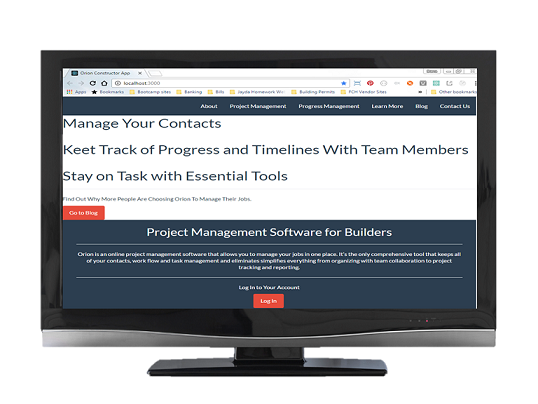 Orion Constructor App
localhost:3000
Apps Bookmarks Bootcamp sites Banking Bills Jayda Homework Building Permits FCH Vendor Sites » Other bookmarks
About Project Management Progress Management Learn More Blog Contact Us
Manage Your Contacts
Keet Track of Progress and Timelines With Team Members
Stay on Task with Essential Tools
Find Out Why More People Are Choosing Orion To Manage Their Jobs.
Go to Blog
Project Management Software for Builders
Orion is an online project management software that allows you to manage your jobs in one place. It's the only comprehensive tool that keeps all
of your contacts, work flow and task management and eliminates simplifies everything from organizing with team collaboration to project
tracking and reporting.
Log In to Your Account
Log In